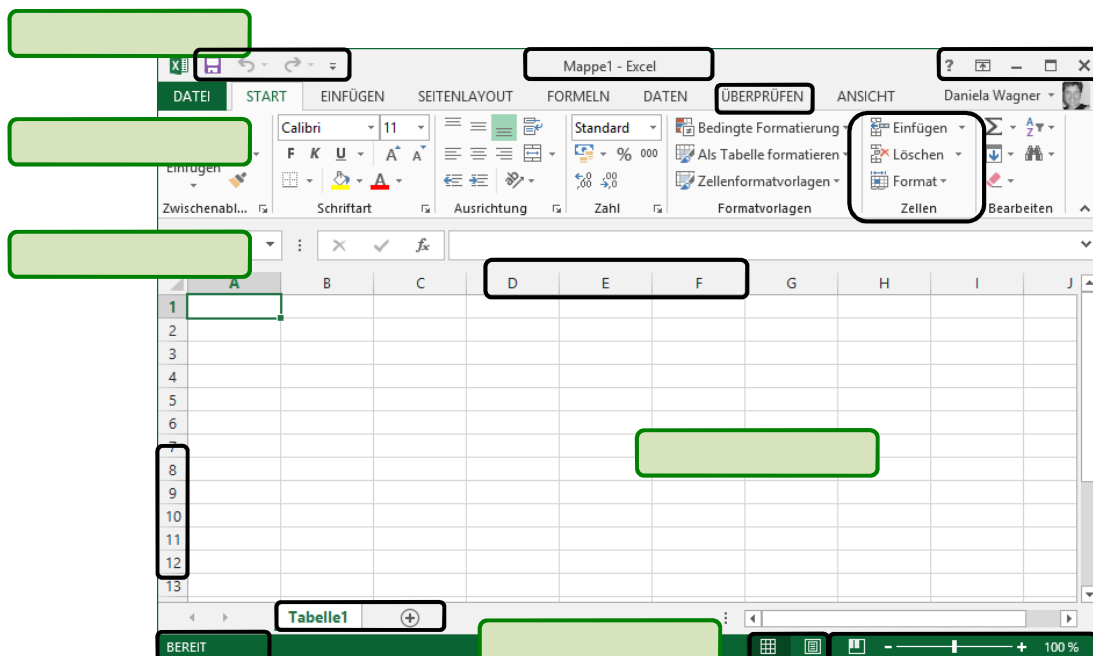 Mappe1 - Excel ?
DATEI START EINFÜGEN SEITENLAYOUT FORMELN DATEN ÜBERPRÜFEN ANSICHT Daniela Wagner
Calibri 11 Standard Bedingte Formatierung Einfügen Σ A Z
Einfügen F K U A A % 000 Als Tabelle formatieren Löschen
A Zellenformatvorlagen Format
Zwischenabl... Schriftart Ausrichtung Zahl Formatvorlagen Zellen Bearbeiten
fx
A B C D E F G H I J
1
2
3
4
5
6
7
8
9
10
11
12
13
Tabelle1
BEREIT 100 %